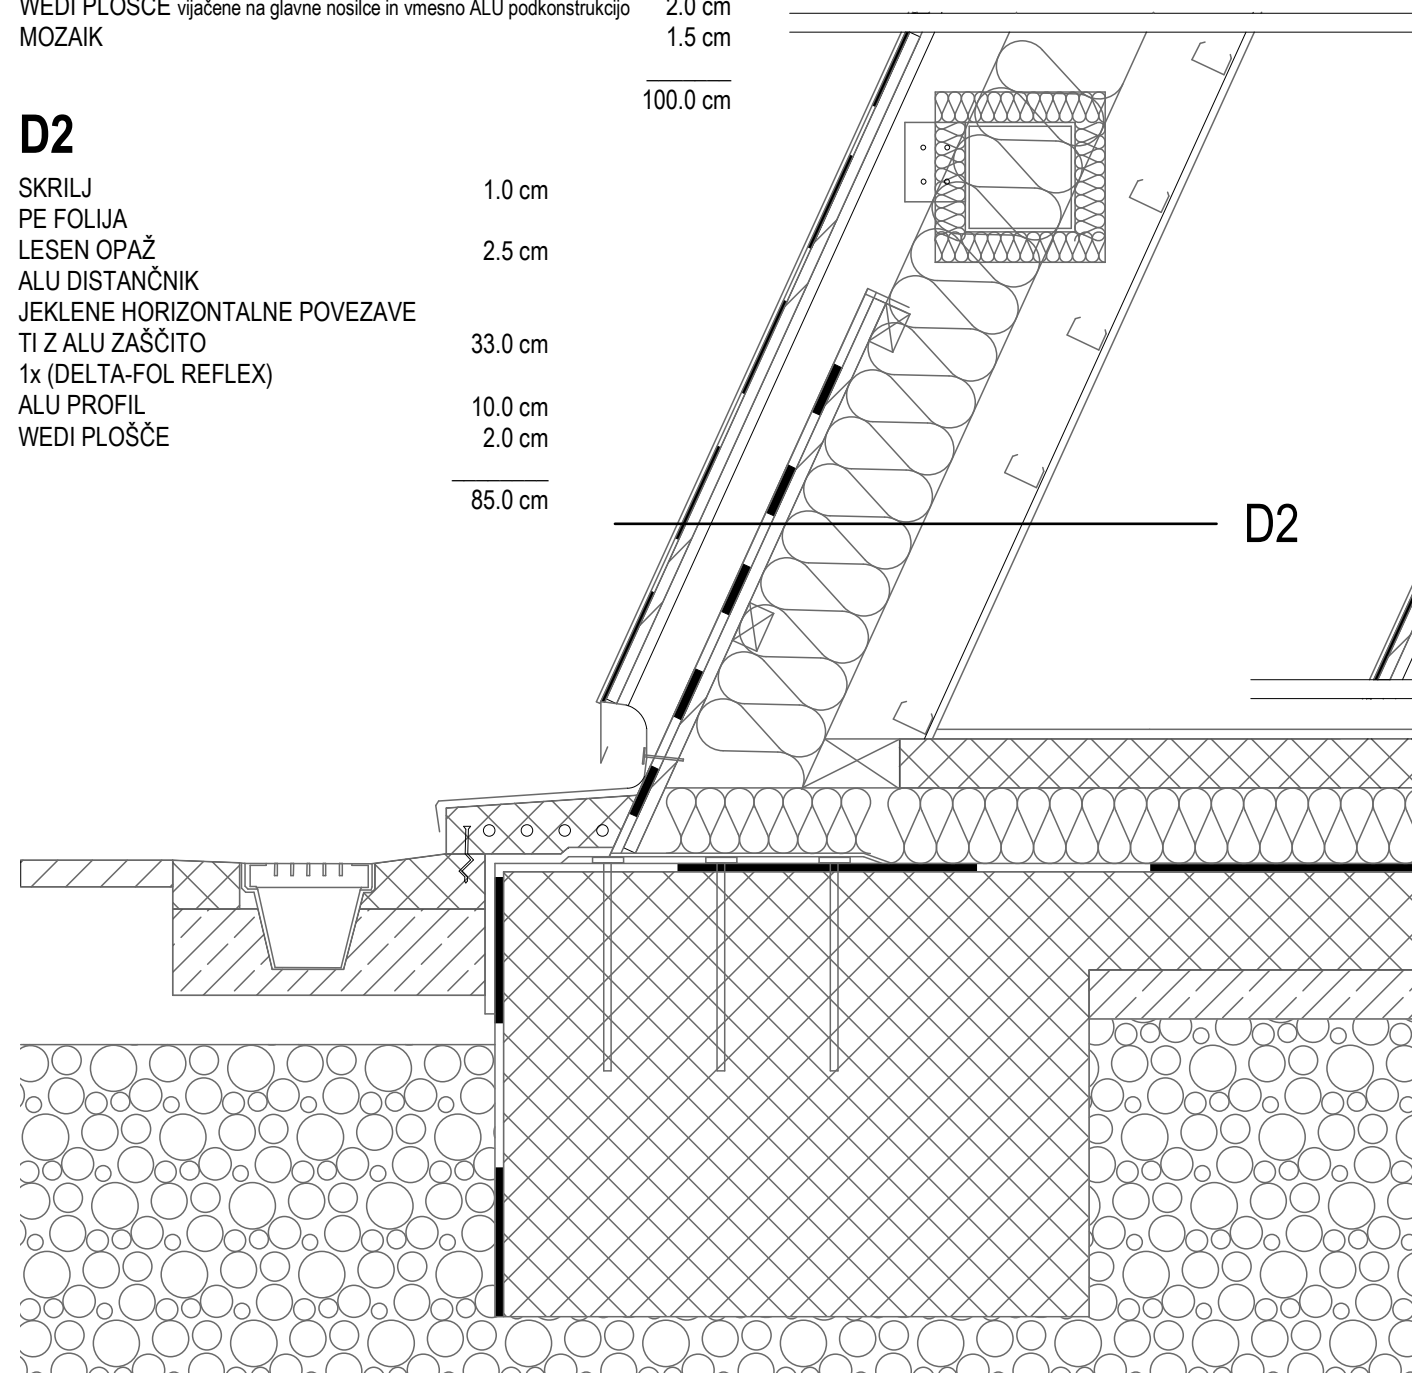 WEDI PLOŠČE vijačene na glavne nosilce in vmesno ALU podkonstrukcijo 2.0 cm
MOZAIK 1.5 cm
100.0 cm
D2
SKRILJ 1.0 cm
PE FOLIJA
LESEN OPAŽ 2.5 cm
ALU DISTANČNIK
JEKLENE HORIZONTALNE POVEZAVE
TI Z ALU ZAŠČITO 33.0 cm
1x (DELTA-FOL REFLEX)
ALU PROFIL 10.0 cm
WEDI PLOŠČE 2.0 cm
85.0 cm
D2